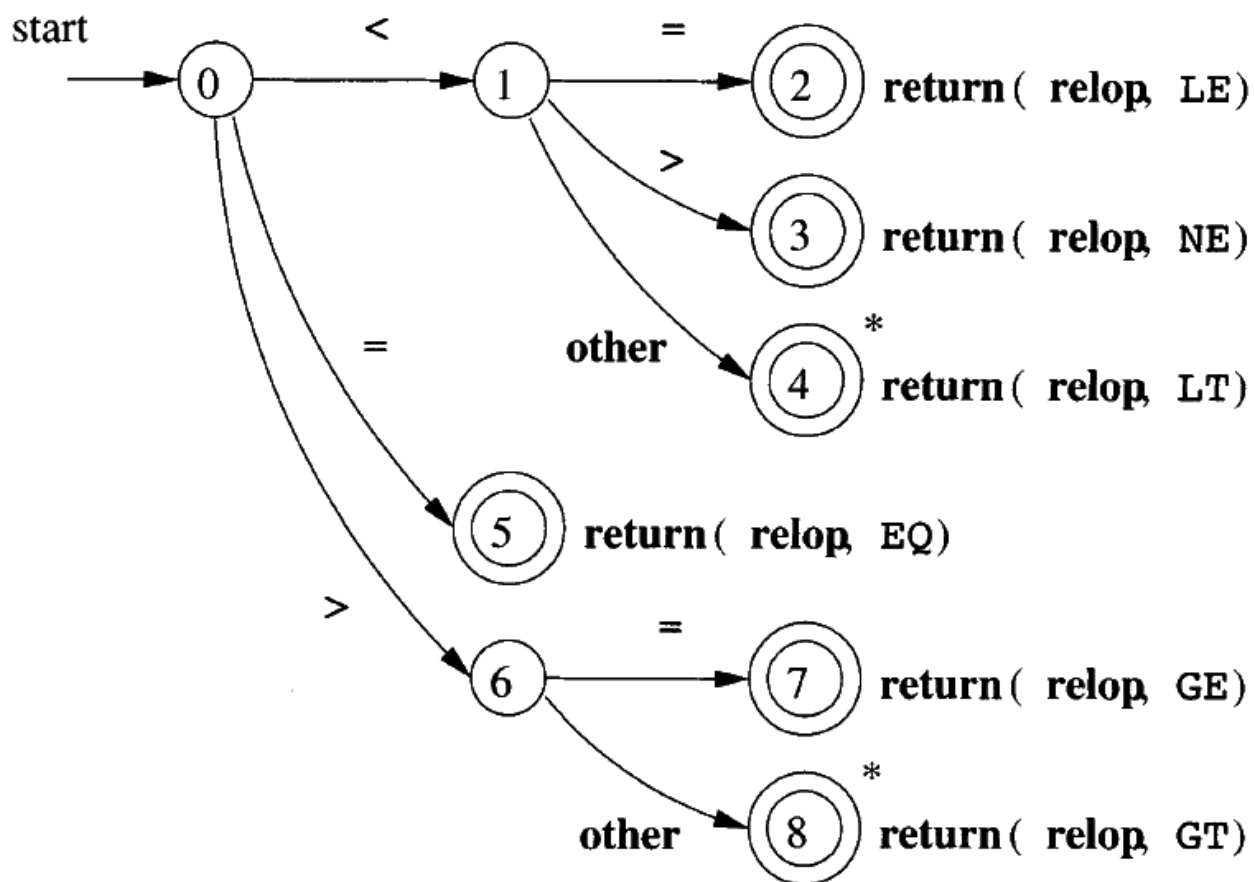 start
<
=
0
1
2
return( relop, LE)
>
3
return( relop, NE)
*
=
other
4
return( relop, LT)
5
return( relop, EQ)
>
=
6
7
return( relop, GE)
*
other
8
return( relop, GT)